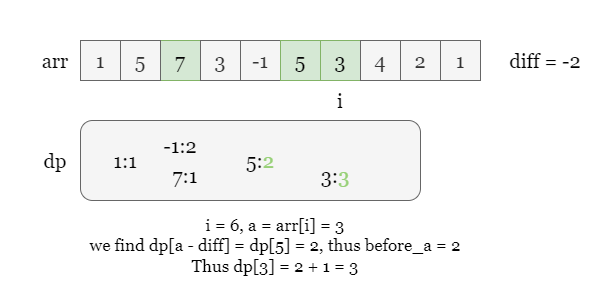 arr 1 5 7 3 -1 5 3 4 2 1 diff = -2
i
-1:2
dp 1:1 5:2
7:1 3:3
i = 6, a = arr[i] = 3
we find dp[a - diff] = dp[5] = 2, thus before_a = 2
Thus dp[3] = 2 + 1 = 3